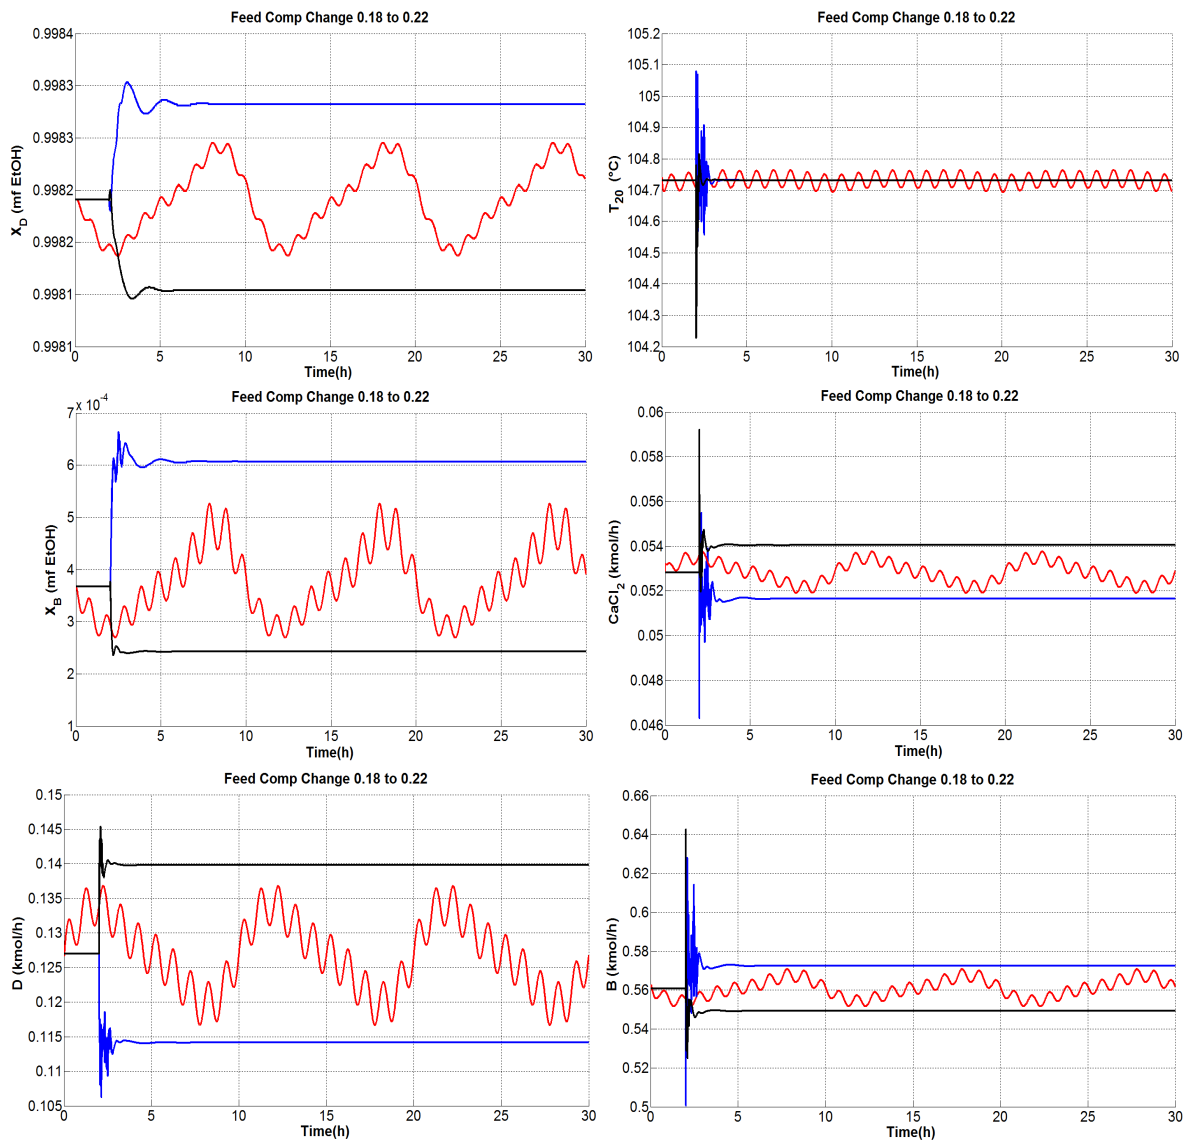 Feed Comp Change 0.18 to 0.22
0.9984
0.9983
0.9983
0.9982
0.9982
0.9981
0.9981
X_D (mf EtOH)
0 5 10 15 20 25 30
Time(h)
Feed Comp Change 0.18 to 0.22
105.2
105.1
105
104.9
104.8
104.7
104.6
104.5
104.4
104.3
104.2
T_20 (°C)
0 5 10 15 20 25 30
Time(h)
Feed Comp Change 0.18 to 0.22
x 10^-4
7
6
5
4
3
2
1
X_B (mf EtOH)
0 5 10 15 20 25 30
Time(h)
Feed Comp Change 0.18 to 0.22
0.06
0.058
0.056
0.054
0.052
0.05
0.048
0.046
CaCl_2 (kmol/h)
0 5 10 15 20 25 30
Time(h)
Feed Comp Change 0.18 to 0.22
0.15
0.145
0.14
0.135
0.13
0.125
0.12
0.115
0.11
0.105
D (kmol/h)
0 5 10 15 20 25 30
Time(h)
Feed Comp Change 0.18 to 0.22
0.66
0.64
0.62
0.6
0.58
0.56
0.54
0.52
0.5
B (kmol/h)
0 5 10 15 20 25 30
Time(h)